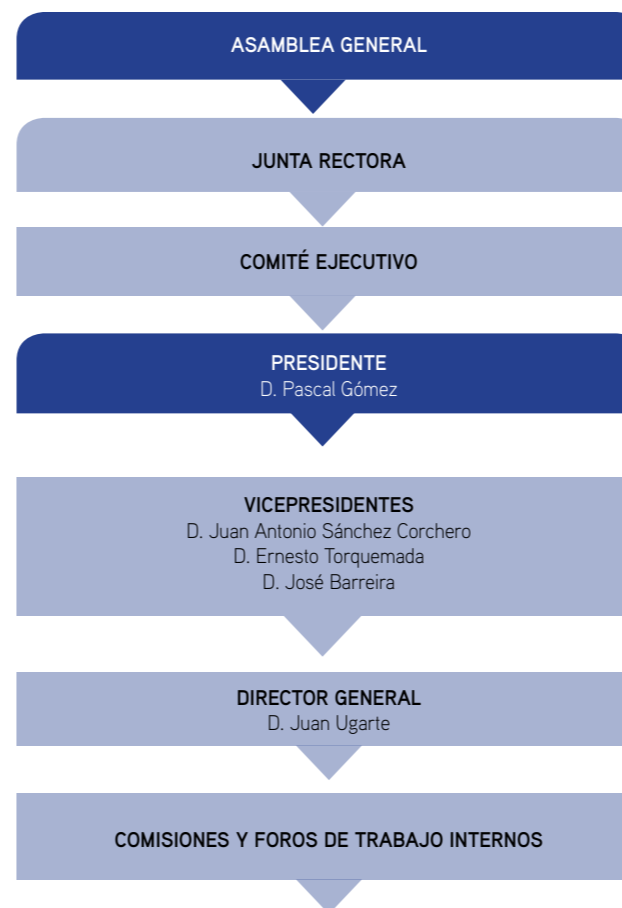 ASAMBLEA GENERAL
JUNTA RECTORA
COMITÉ EJECUTIVO
PRESIDENTE
D. Pascal Gómez
VICEPRESIDENTES
D. Juan Antonio Sánchez Corchero
D. Ernesto Torquemada
D. José Barreira
DIRECTOR GENERAL
D. Juan Ugarte
COMISIONES Y FOROS DE TRABAJO INTERNOS